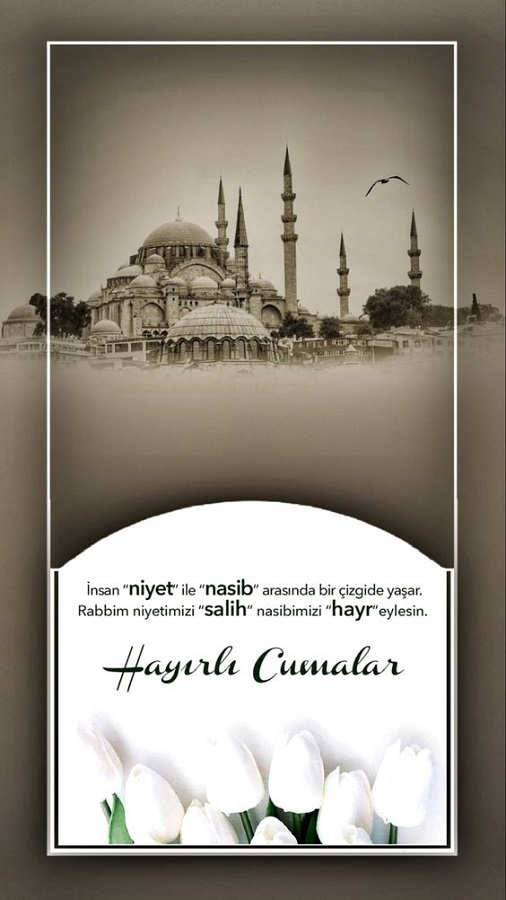 İnsan "niyet" ile "nasib" arasında bir çizgide yaşar.
Rabbim niyetimizi "salih" nasibimizi "hayr"eylesin.
Hayırlı Cumalar